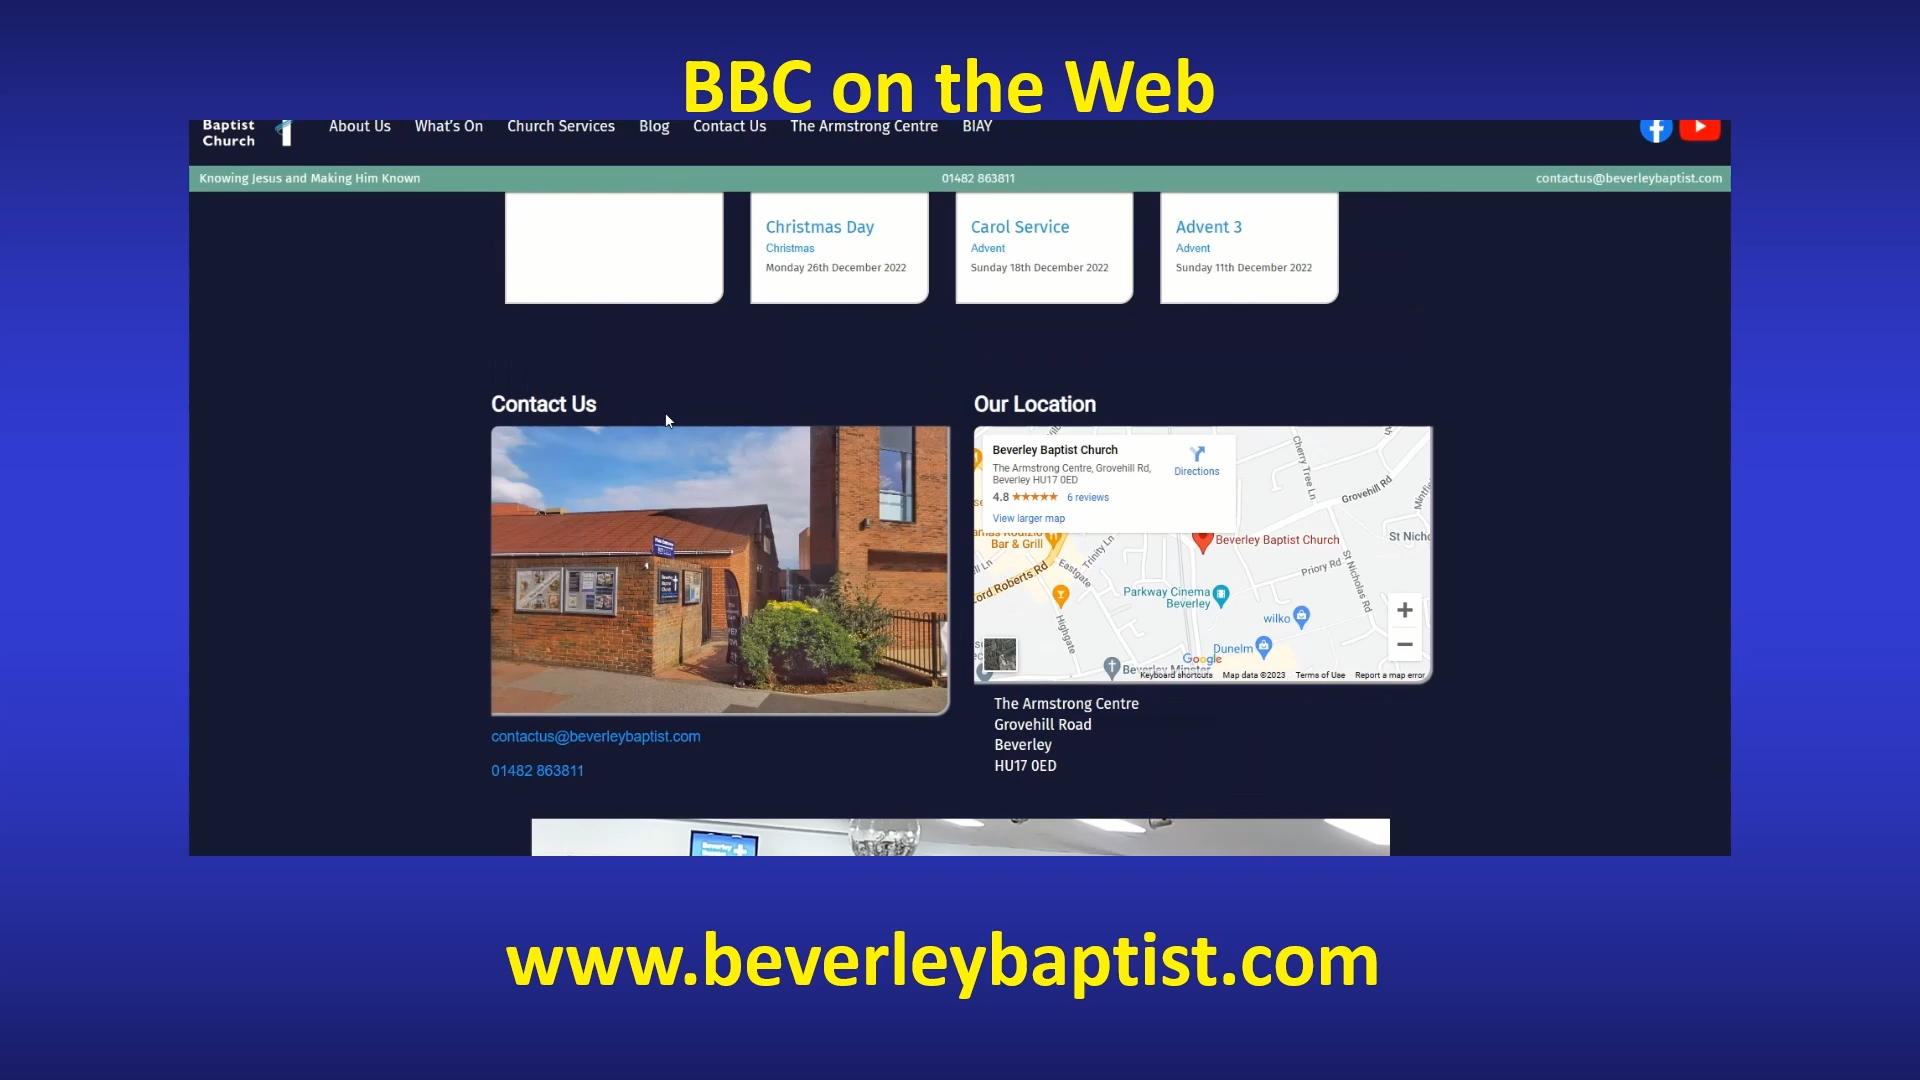 BBC on the Web
Baptist
Church
About Us What's On Church Services Blog Contact Us The Armstrong Centre BIAY
Knowing Jesus and Making Him Known 01482 863811 contactus@beverleybaptist.com
Christmas Day
Christmas
Monday 26th December 2022
Carol Service
Advent
Sunday 18th December 2022
Advent 3
Advent
Sunday 11th December 2022
Contact Us
contactus@beverleybaptist.com
01482 863811
Our Location
Beverley Baptist Church
The Armstrong Centre, Grovehill Rd,
Beverley HU17 0ED
4.8 6 reviews
View larger map
Directions
Cherry Tree Ln
Grovehill Rd
Bar & Grill
Trinity Ln
Beverley Baptist Church
Eastgate
Lord Roberts Rd
Priory Rd
St Nicholas Rd
Parkway Cinema
Beverley
Highgate
wilko
Dunelm
Google
Beverley Minster
Keyboard shortcuts Map data ©2023 Terms of Use Report a map error
The Armstrong Centre
Grovehill Road
Beverley
HU17 0ED
www.beverleybaptist.com